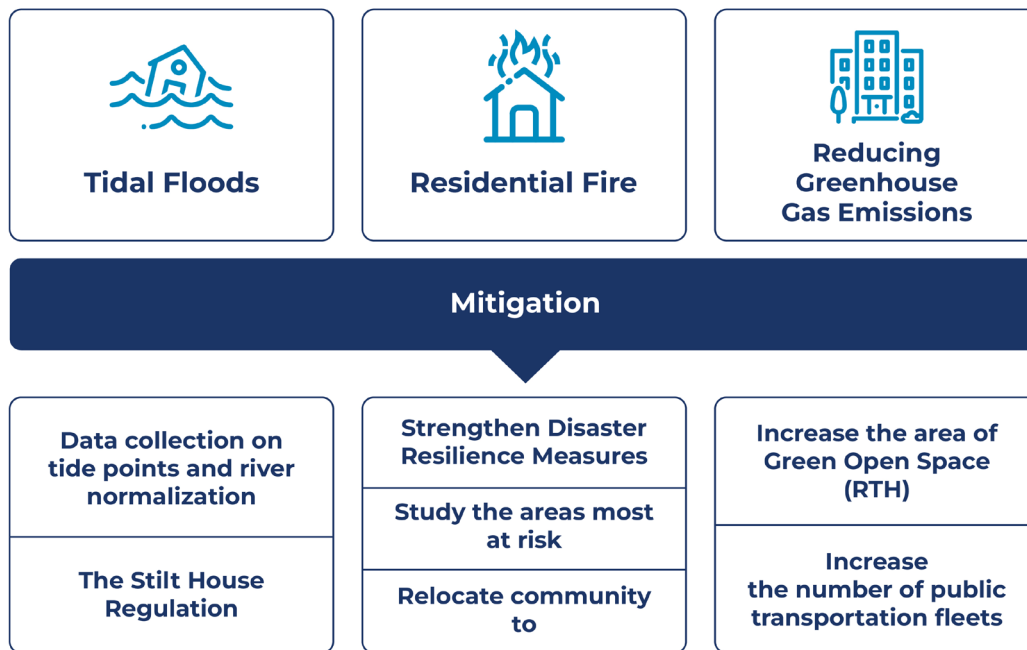 Tidal Floods
Residential Fire
Reducing
Greenhouse
Gas Emissions
Mitigation
Data collection on
tide points and river
normalization
The Stilt House
Regulation
Strengthen Disaster
Resilience Measures
Study the areas most
at risk
Relocate community
to
Increase the area of
Green Open Space
(RTH)
Increase
the number of public
transportation fleets